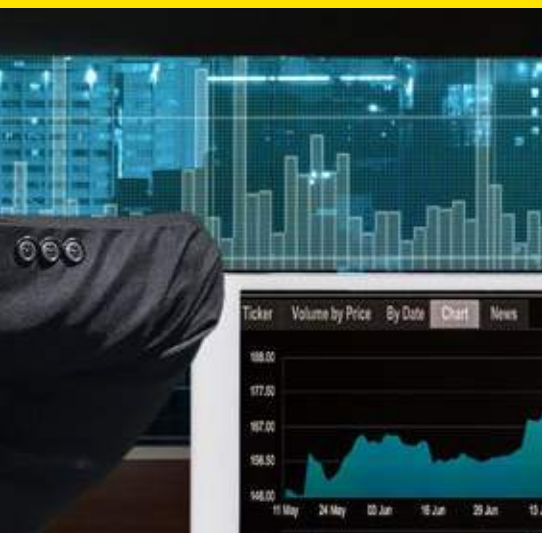 Ticker Volume by Price By Date Chart News
188.00
177.50
167.00
156.50
146.00
11 May 24 May 03 Jun 16 Jun 29 Jun